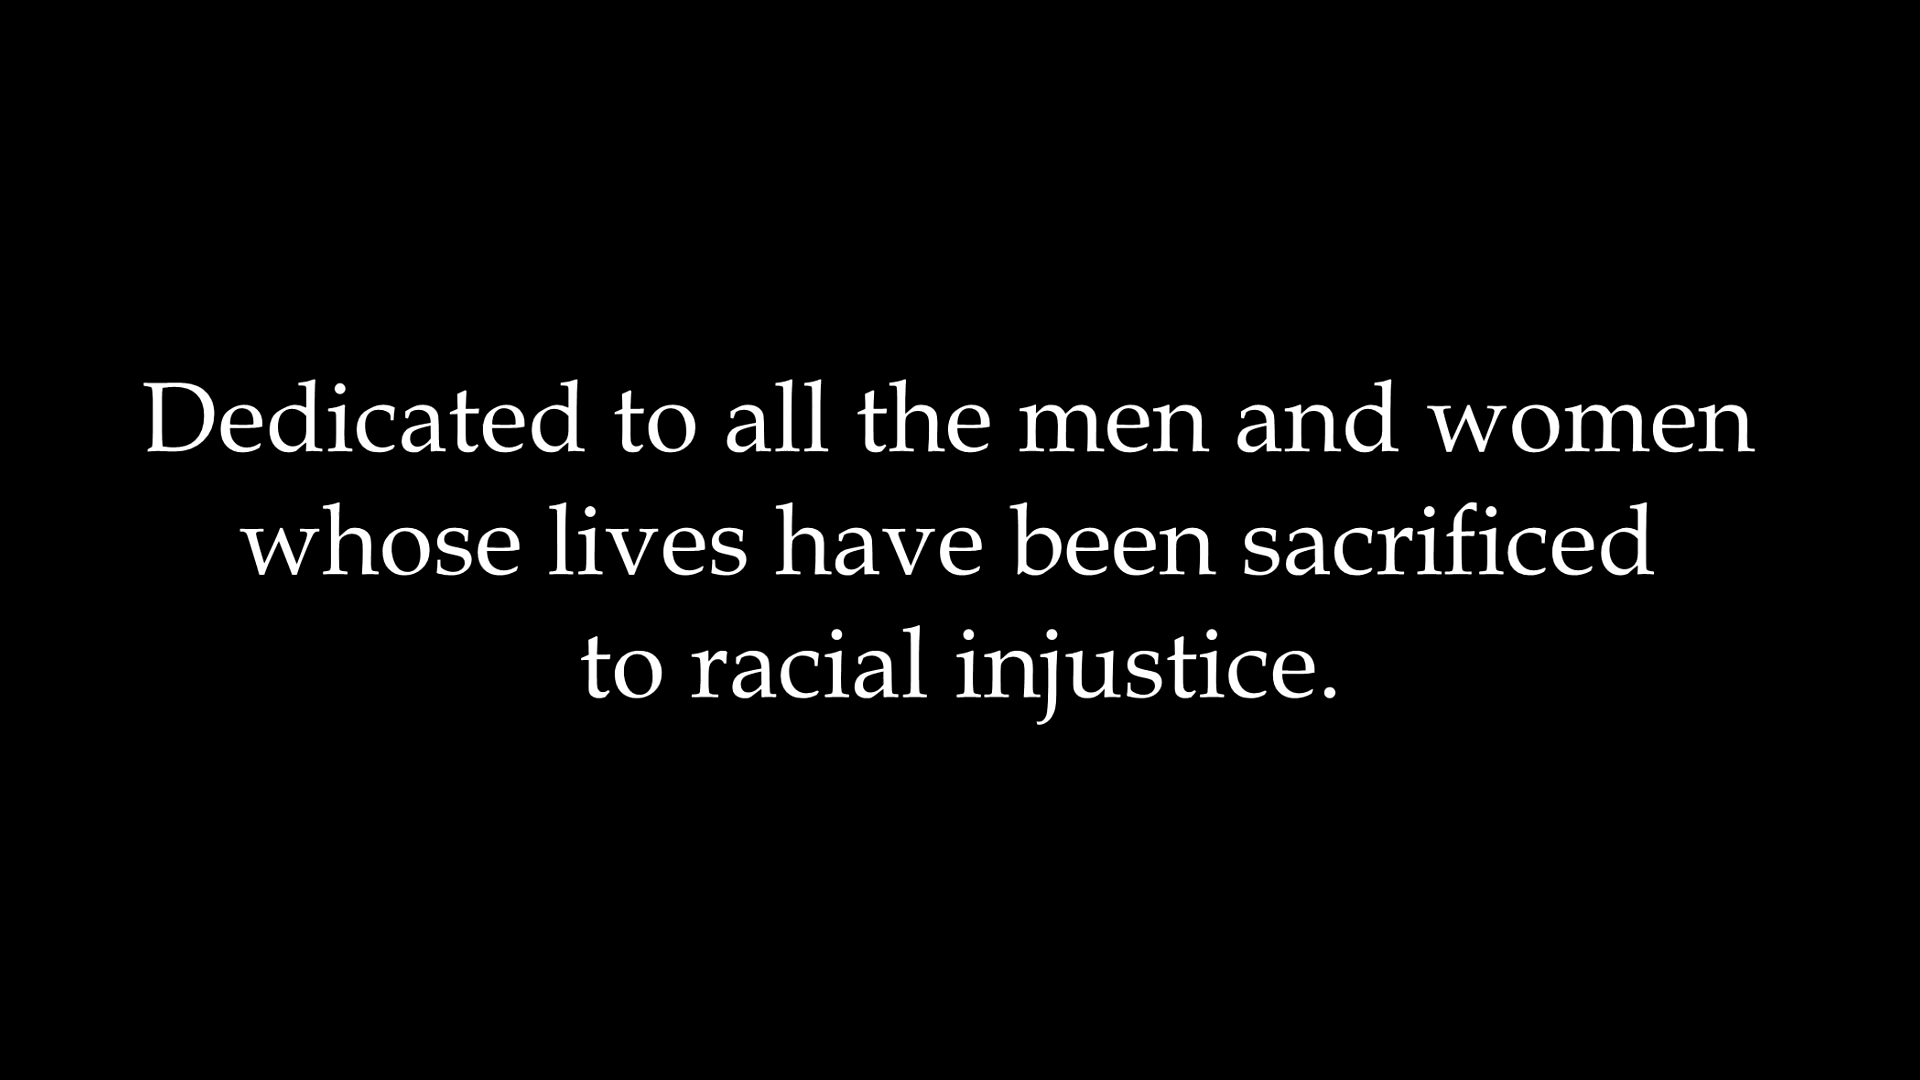 Dedicated to all the men and women
whose lives have been sacrificed
to racial injustice.